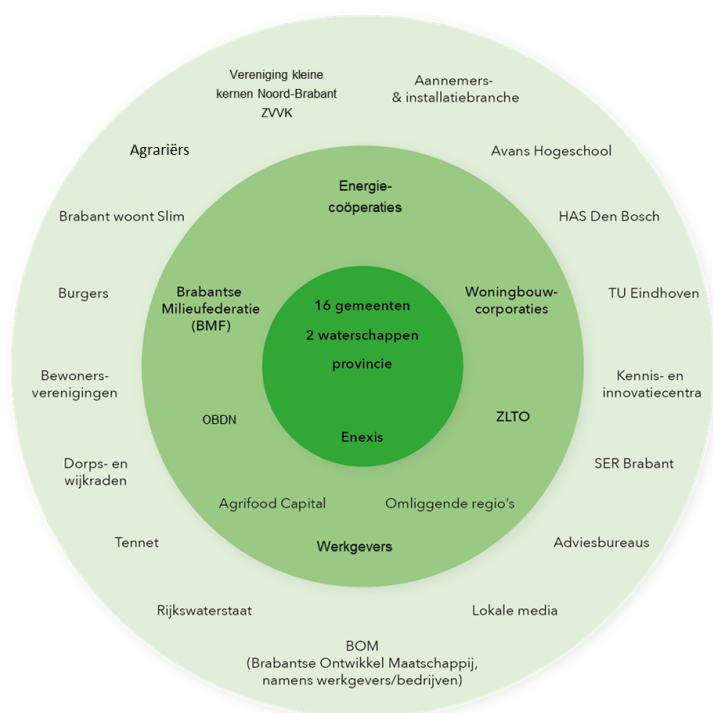 Vereniging kleine
kernen Noord-Brabant
ZVVK
Aannemers-
& installatiebranche
Agrariërs
Avans Hogeschool
Energie-
coöperaties
Brabant woont Slim
HAS Den Bosch
Burgers
Brabantse
Milieufederatie
(BMF)
16 gemeenten
2 waterschappen
provincie
Enexis
Woningbouw-
corporaties
TU Eindhoven
Bewoners-
verenigingen
Kennis- en
innovatiecentra
OBDN
ZLTO
Dorps- en
wijkraden
SER Brabant
Agrifood Capital
Omliggende regio's
Tennet
Werkgevers
Adviesbureaus
Rijkswaterstaat
Lokale media
BOM
(Brabantse Ontwikkel Maatschappij,
namens werkgevers/bedrijven)